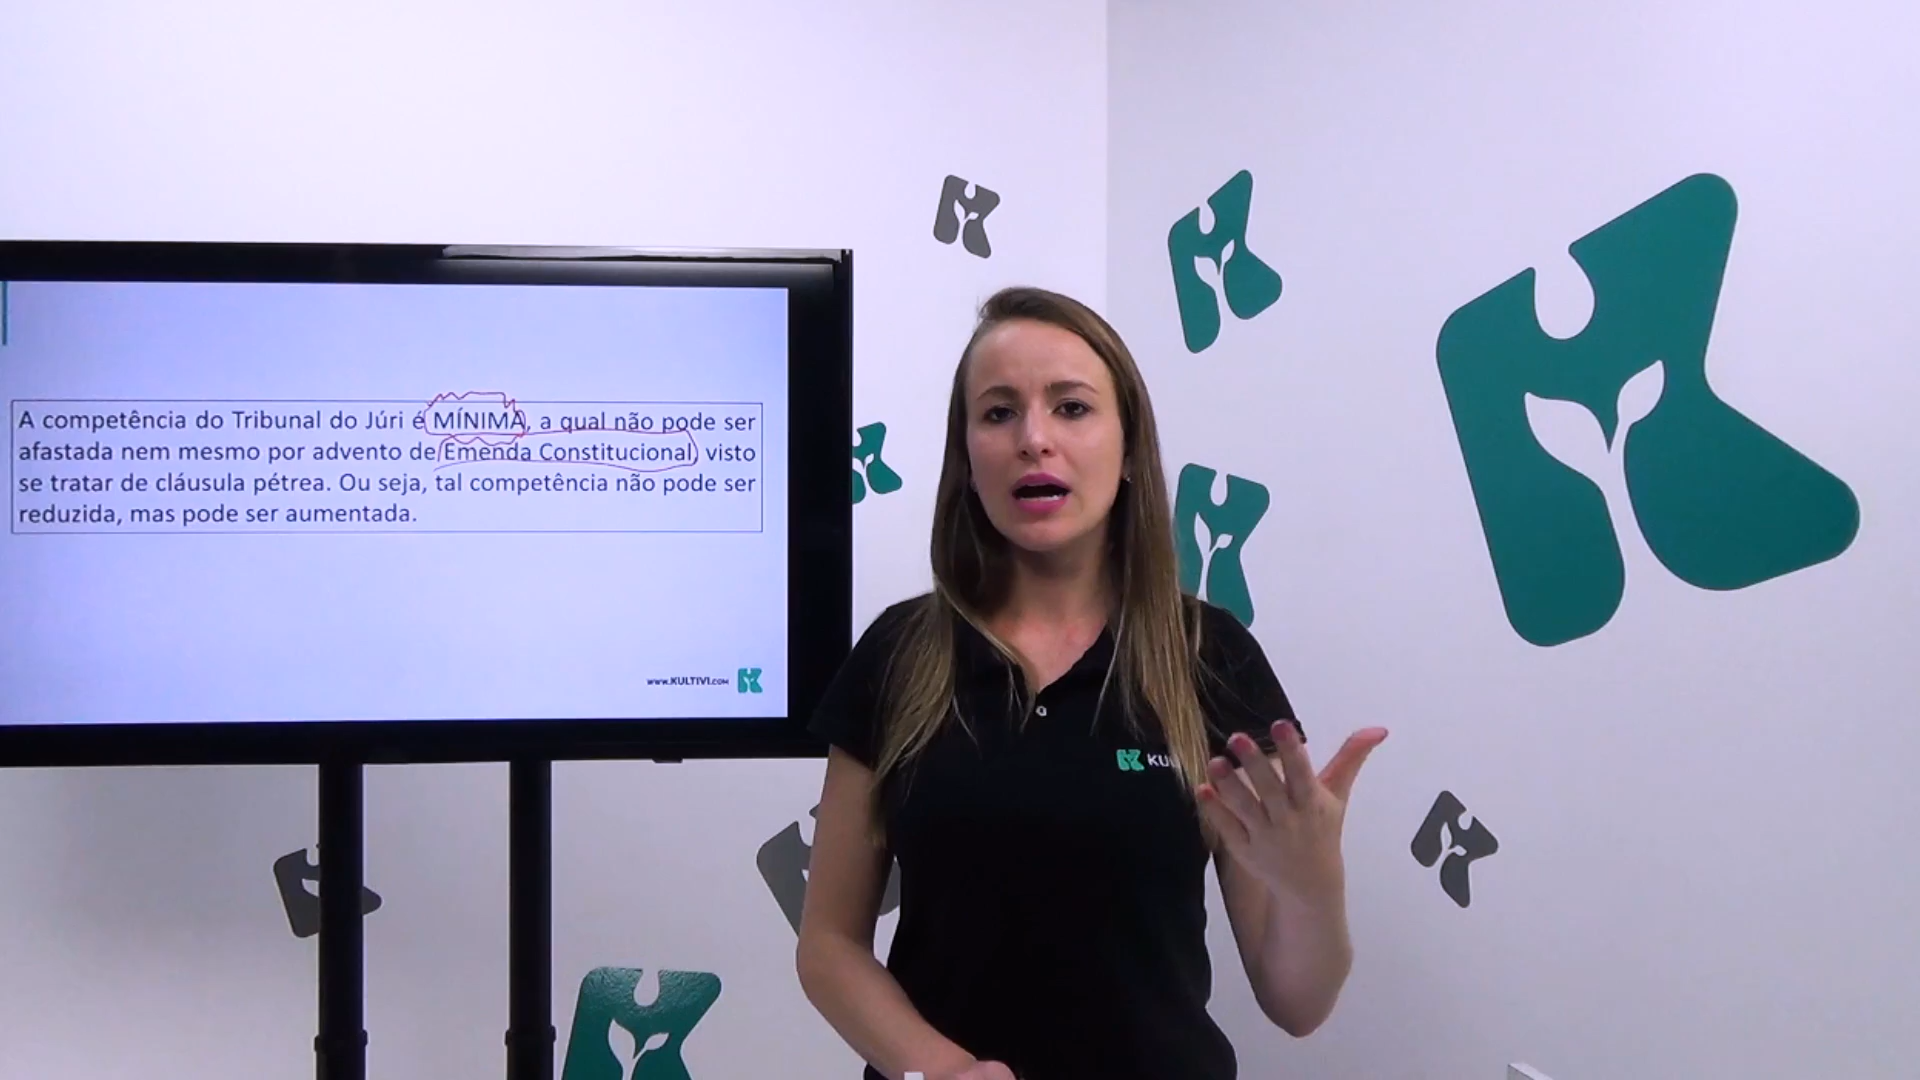 A competência do Tribunal do Júri é MÍNIMA, a qual não pode ser
afastada nem mesmo por advento de Emenda Constitucional, visto
se tratar de cláusula pétrea. Ou seja, tal competência não pode ser
reduzida, mas pode ser aumentada.
www.KULTIVI.COM